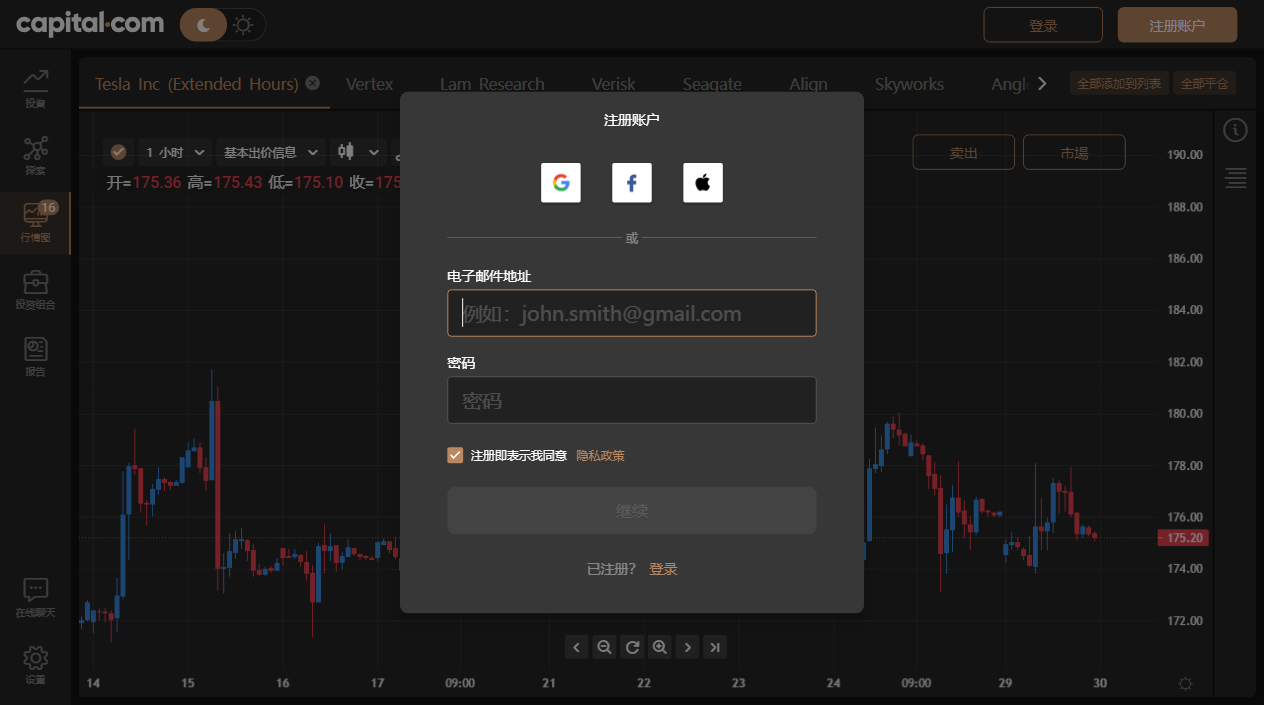 capital.com
登录
注册账户
投資
探索
16
行情图
投资组合
报告
在线聊天
设置
Tesla Inc (Extended Hours)
Vertex
Lam Research
Verisk
Seagate
Align
Skyworks
Angl
全部添加到列表
全部平仓
1 小时
基本出价信息
卖出
市場
开=175.36 高=175.43 低=175.10 收=175
注册账户
或
电子邮件地址
例如：john.smith@gmail.com
密码
密码
注册即表示我同意 隐私政策
继续
已注册？ 登录
190.00
188.00
186.00
184.00
182.00
180.00
178.00
176.00
175.20
174.00
172.00
14
15
16
17
09:00
21
22
23
24
09:00
29
30